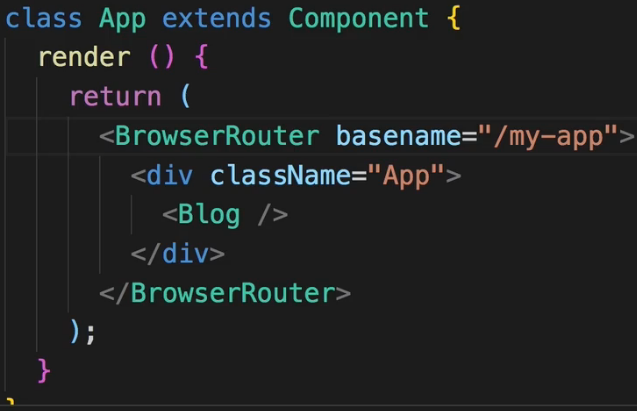 class App extends Component {
render () {
return (
<BrowserRouter basename="/my-app">
<div className="App">
<Blog />
</div>
</BrowserRouter>
);
}
}